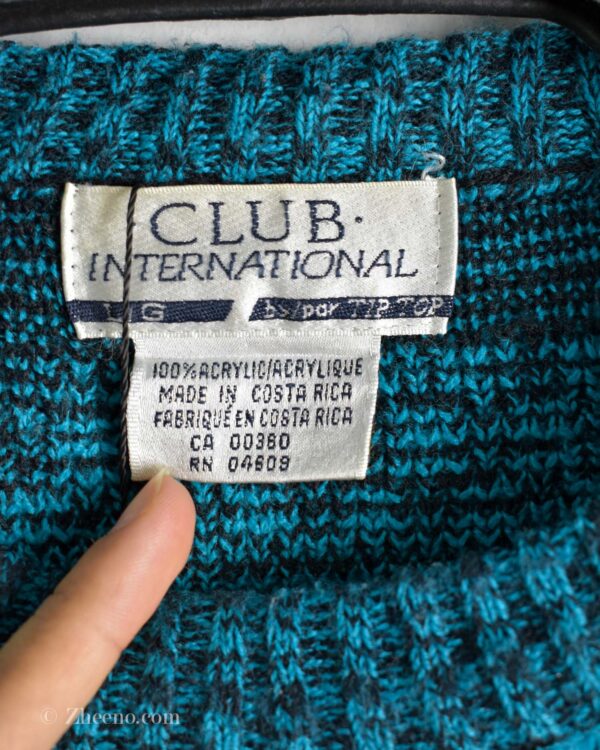 CLUB·
INTERNATIONAL
L/G by/par TIP TOP
100% ACRYLIC/ACRYLIQUE
MADE IN COSTA RICA
FABRIQUÉ EN COSTA RICA
CA 00380
RN 04609
© Zheeno.com